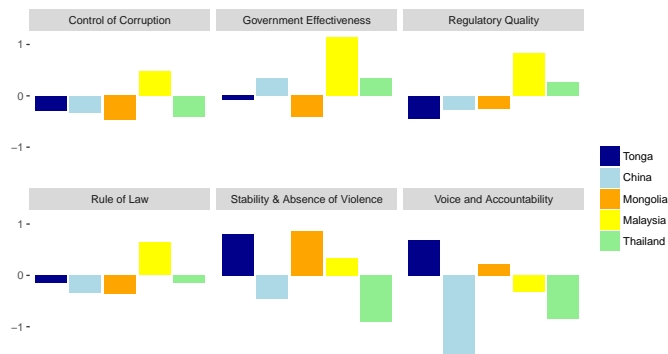 Control of Corruption
Government Effectiveness
Regulatory Quality
1
0
−1
Rule of Law
Stability & Absence of Violence
Voice and Accountability
1
0
−1
Tonga
China
Mongolia
Malaysia
Thailand